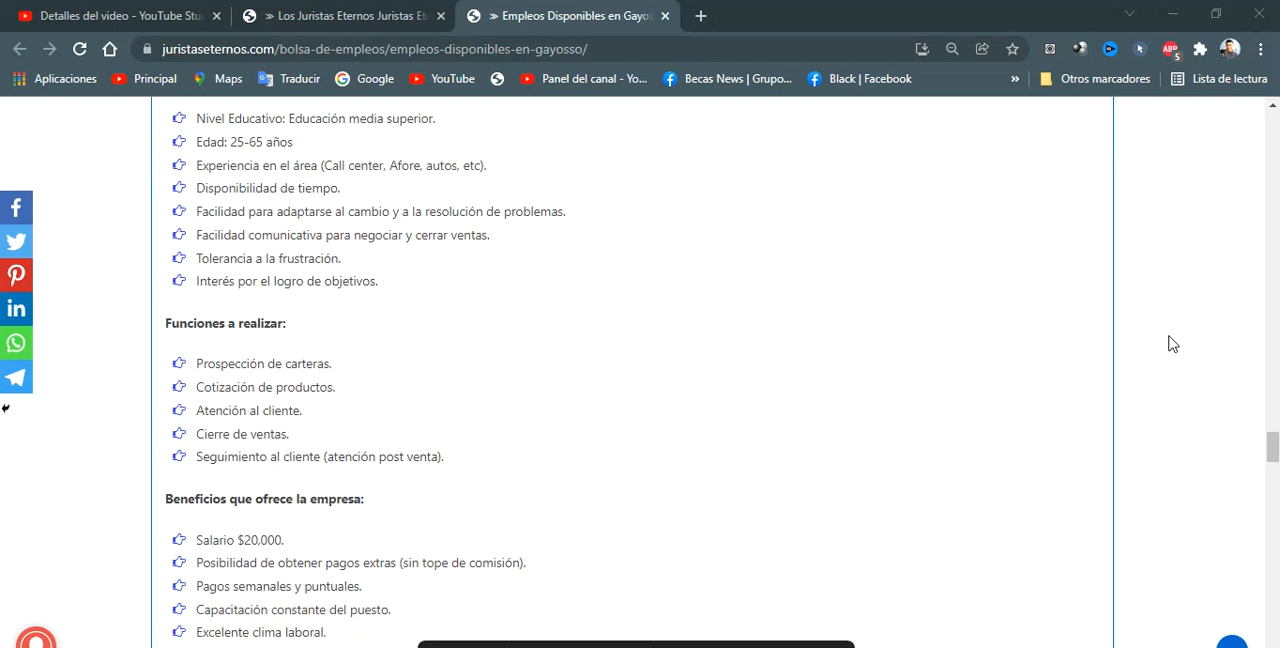 Detalles del video - YouTube Stu
≫ Los Juristas Eternos Juristas Et
≫ Empleos Disponibles en Gayos
juristaseternos.com/bolsa-de-empleos/empleos-disponibles-en-gayosso/
ABP
5
Aplicaciones
Principal
Maps
Traducir
Google
YouTube
Panel del canal - Yo...
Becas News | Grupo...
Black | Facebook
»
Otros marcadores
Lista de lectura
Nivel Educativo: Educación media superior.
Edad: 25-65 años
Experiencia en el área (Call center, Afore, autos, etc).
Disponibilidad de tiempo.
Facilidad para adaptarse al cambio y a la resolución de problemas.
Facilidad comunicativa para negociar y cerrar ventas.
Tolerancia a la frustración.
Interés por el logro de objetivos.
Funciones a realizar:
Prospección de carteras.
Cotización de productos.
Atención al cliente.
Cierre de ventas.
Seguimiento al cliente (atención post venta).
Beneficios que ofrece la empresa:
Salario $20,000.
Posibilidad de obtener pagos extras (sin tope de comisión).
Pagos semanales y puntuales.
Capacitación constante del puesto.
Excelente clima laboral.